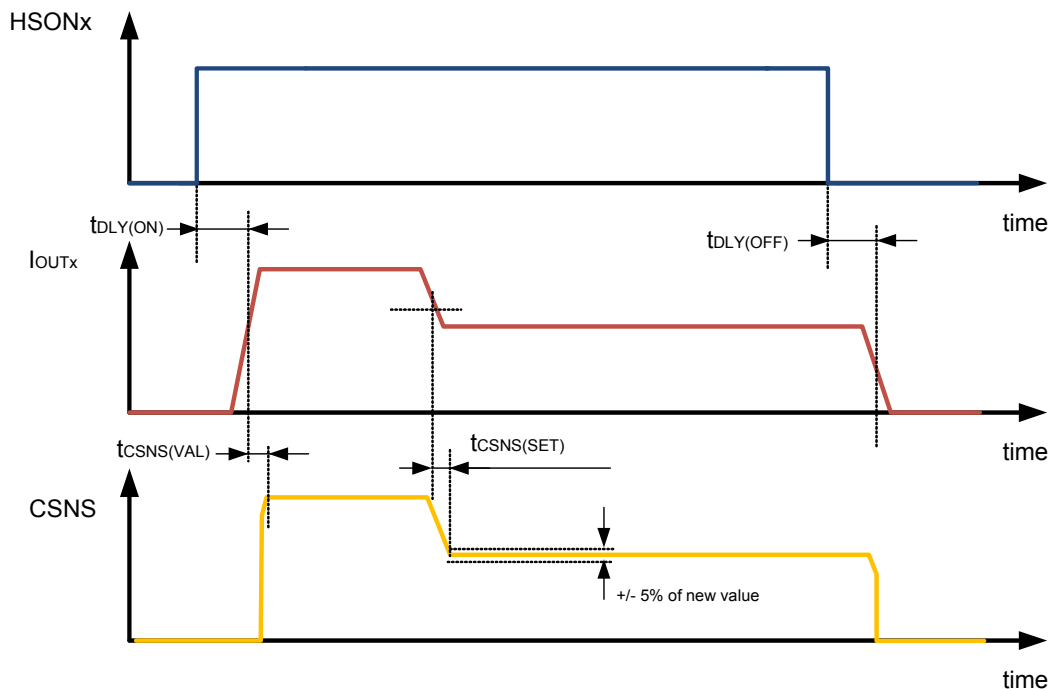 HSONx
time
tDLY(ON)
tDLY(OFF)
IOUTx
time
tCSNS(VAL)
tCSNS(SET)
CSNS
+/- 5% of new value
time